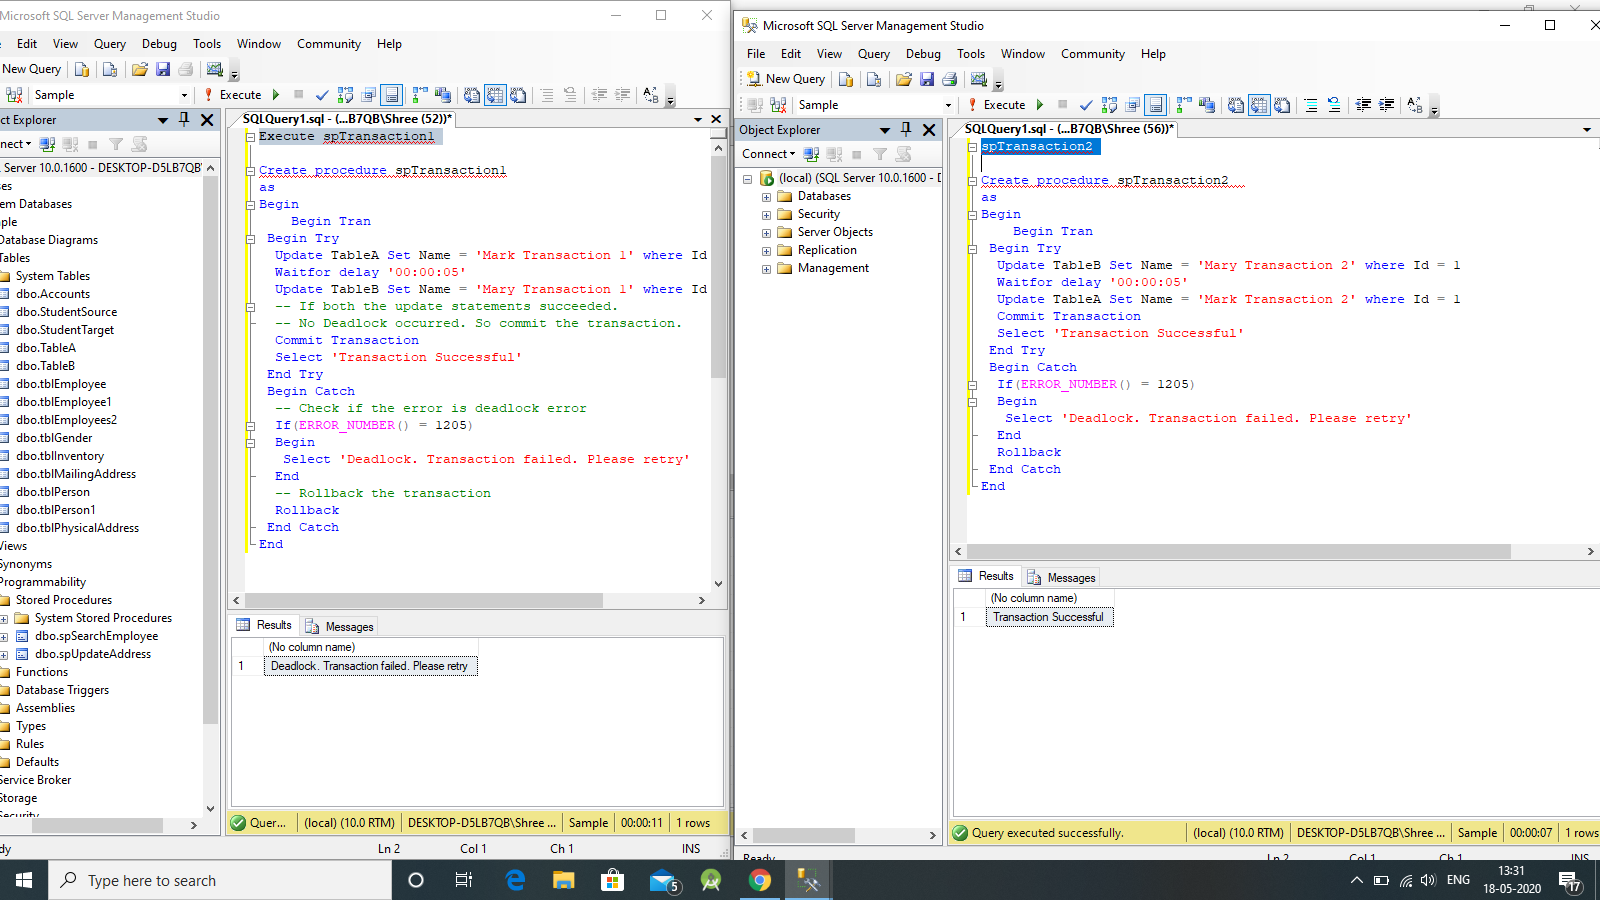 Microsoft SQL Server Management Studio
Edit View Query Debug Tools Window Community Help
New Query
Sample Execute
ct Explorer
nect
Server 10.0.1600 - DESKTOP-D5LB7QB
ses
em Databases
ple
Database Diagrams
Tables
System Tables
dbo.Accounts
dbo.StudentSource
dbo.StudentTarget
dbo.TableA
dbo.TableB
dbo.tblEmployee
dbo.tblEmployee1
dbo.tblEmployees2
dbo.tblGender
dbo.tblInventory
dbo.tblMailingAddress
dbo.tblPerson
dbo.tblPerson1
dbo.tblPhysicalAddress
Views
Synonyms
Programmability
Stored Procedures
System Stored Procedures
dbo.spSearchEmployee
dbo.spUpdateAddress
Functions
Database Triggers
Assemblies
Types
Rules
Defaults
Service Broker
Storage
Security
SQLQuery1.sql - (...B7QB\Shree (52))*
Execute spTransaction1
Create procedure spTransaction1
as
Begin
Begin Tran
Begin Try
Update TableA Set Name = 'Mark Transaction 1' where Id
Waitfor delay '00:00:05'
Update TableB Set Name = 'Mary Transaction 1' where Id
-- If both the update statements succeeded.
-- No Deadlock occurred. So commit the transaction.
Commit Transaction
Select 'Transaction Successful'
End Try
Begin Catch
-- Check if the error is deadlock error
If(ERROR_NUMBER() = 1205)
Begin
Select 'Deadlock. Transaction failed. Please retry'
End
-- Rollback the transaction
Rollback
End Catch
End
Results Messages
(No column name)
1 Deadlock. Transaction failed. Please retry
Quer... (local) (10.0 RTM) DESKTOP-D5LB7QB\Shree ... Sample 00:00:11 1 rows
dy Ln 2 Col 1 Ch 1 INS
Microsoft SQL Server Management Studio
File Edit View Query Debug Tools Window Community Help
New Query
Sample Execute
Object Explorer
Connect
(local) (SQL Server 10.0.1600 - D
Databases
Security
Server Objects
Replication
Management
SQLQuery1.sql - (...B7QB\Shree (56))*
spTransaction2
Create procedure spTransaction2
as
Begin
Begin Tran
Begin Try
Update TableB Set Name = 'Mary Transaction 2' where Id = 1
Waitfor delay '00:00:05'
Update TableA Set Name = 'Mark Transaction 2' where Id = 1
Commit Transaction
Select 'Transaction Successful'
End Try
Begin Catch
If(ERROR_NUMBER() = 1205)
Begin
Select 'Deadlock. Transaction failed. Please retry'
End
Rollback
End Catch
End
Results Messages
(No column name)
1 Transaction Successful
Query executed successfully. (local) (10.0 RTM) DESKTOP-D5LB7QB\Shree ... Sample 00:00:07 1 rows
Ready Ln 2 Col 1 Ch 1 INS
Type here to search
5
ENG
13:31
18-05-2020
17